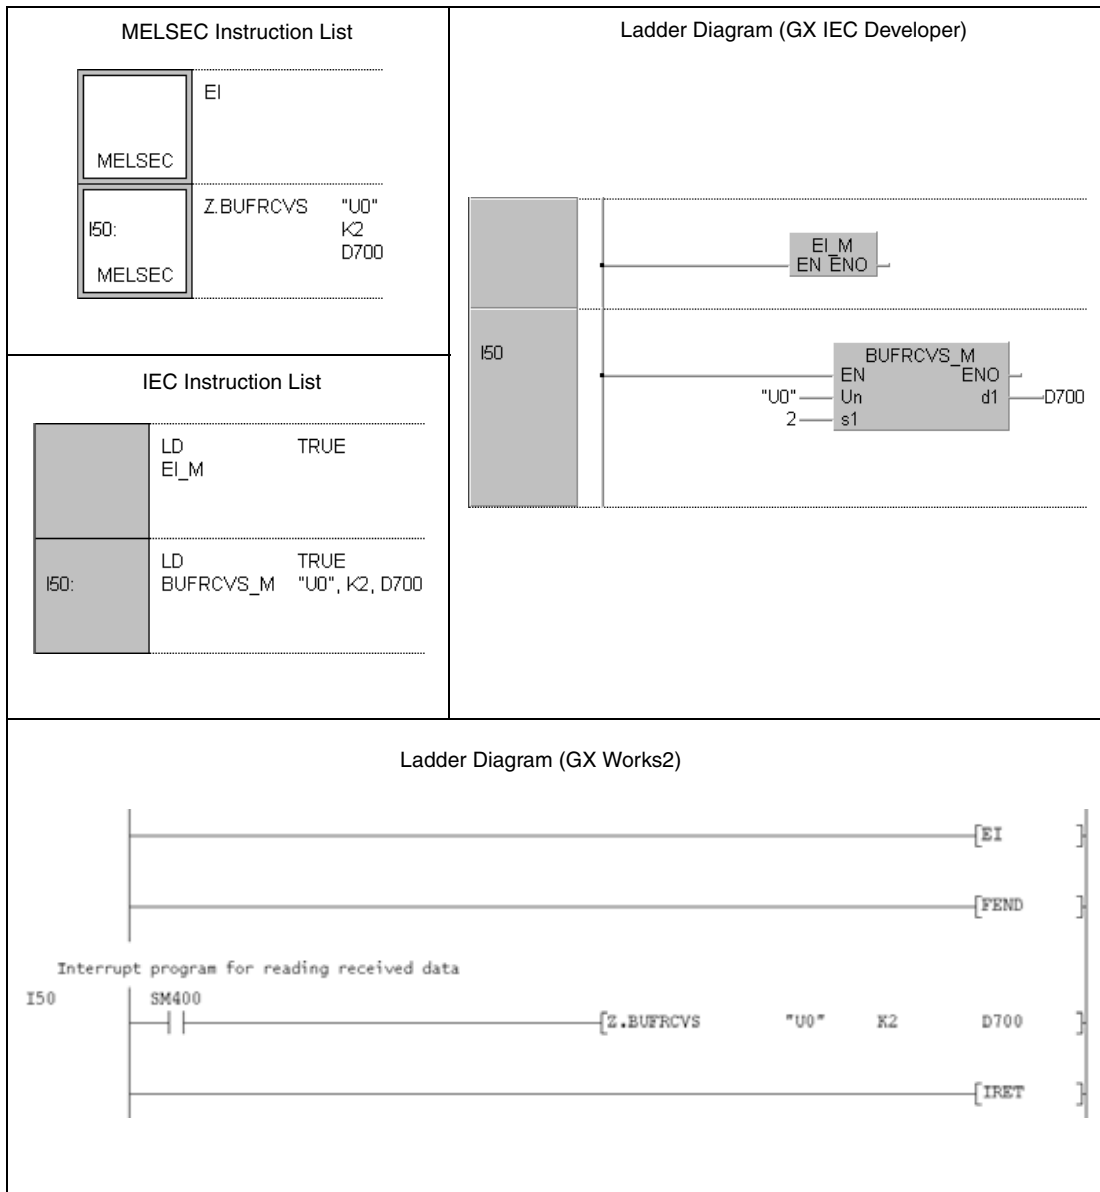 MELSEC Instruction List
EI
MELSEC
I50:
Z.BUFRCVS "U0"
K2
D700
MELSEC
Ladder Diagram (GX IEC Developer)
EI_M
EN ENO
I50
BUFRCVS_M
EN ENO
"U0" Un d1 D700
2 s1
IEC Instruction List
LD TRUE
EI_M
I50:
LD TRUE
BUFRCVS_M "U0", K2, D700
Ladder Diagram (GX Works2)
[EI ]
[FEND ]
Interrupt program for reading received data
I50 SM400
[Z.BUFRCVS "U0" K2 D700 ]
[IRET ]